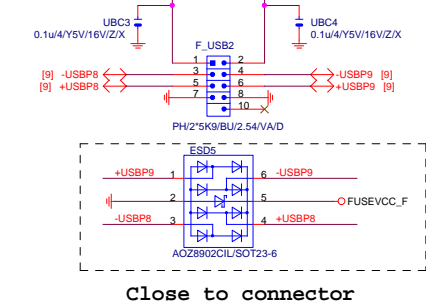 UBC3
0.1u/4/Y5V/16V/Z/X
UBC4
0.1u/4/Y5V/16V/Z/X
F_USB2
1 2
[9] -USBP8 3 4 -USBP9 [9]
[9] +USBP8 5 6 +USBP9 [9]
7 8
10
PH/2*5K9/BU/2.54/VA/D
ESD5
+USBP9 1 6 -USBP9
2 5 FUSEVCC_F
-USBP8 3 4 +USBP8
AOZ8902CIL/SOT23-6
Close to connector